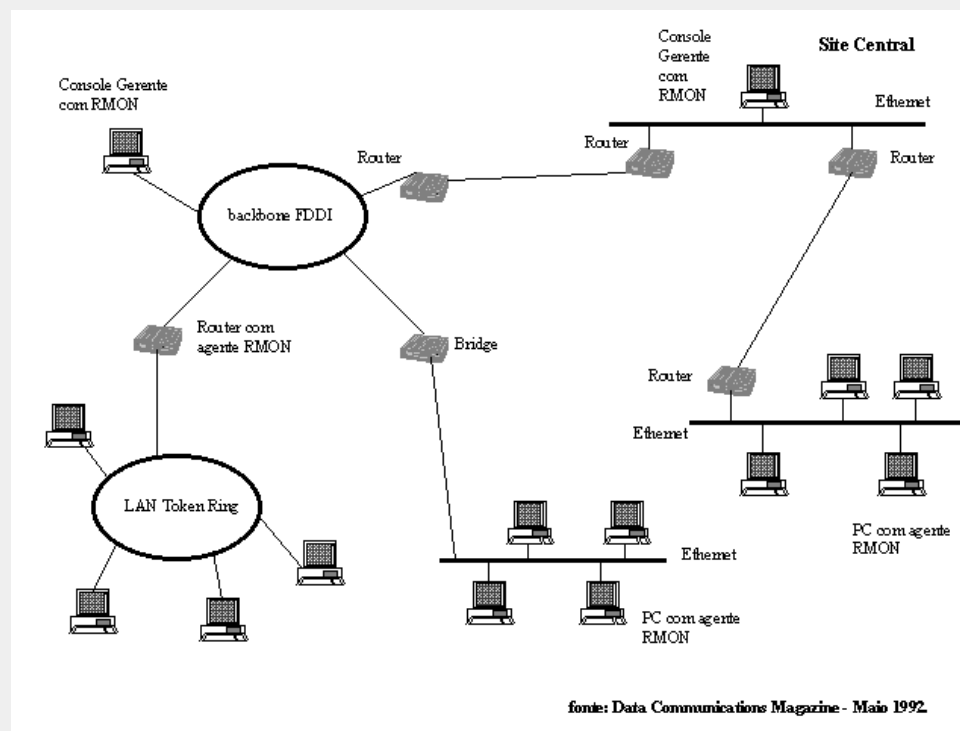 Console
Gerente
com
RMON
Site Central
Console Gerente
com RMON
Ethernet
Router
Router
Router
backbone FDDI
Router com
agente RMON
Bridge
Router
Ethernet
LAN Token Ring
PC com agente
RMON
Ethernet
PC com agente
RMON
fonte: Data Communications Magazine - Maio 1992.